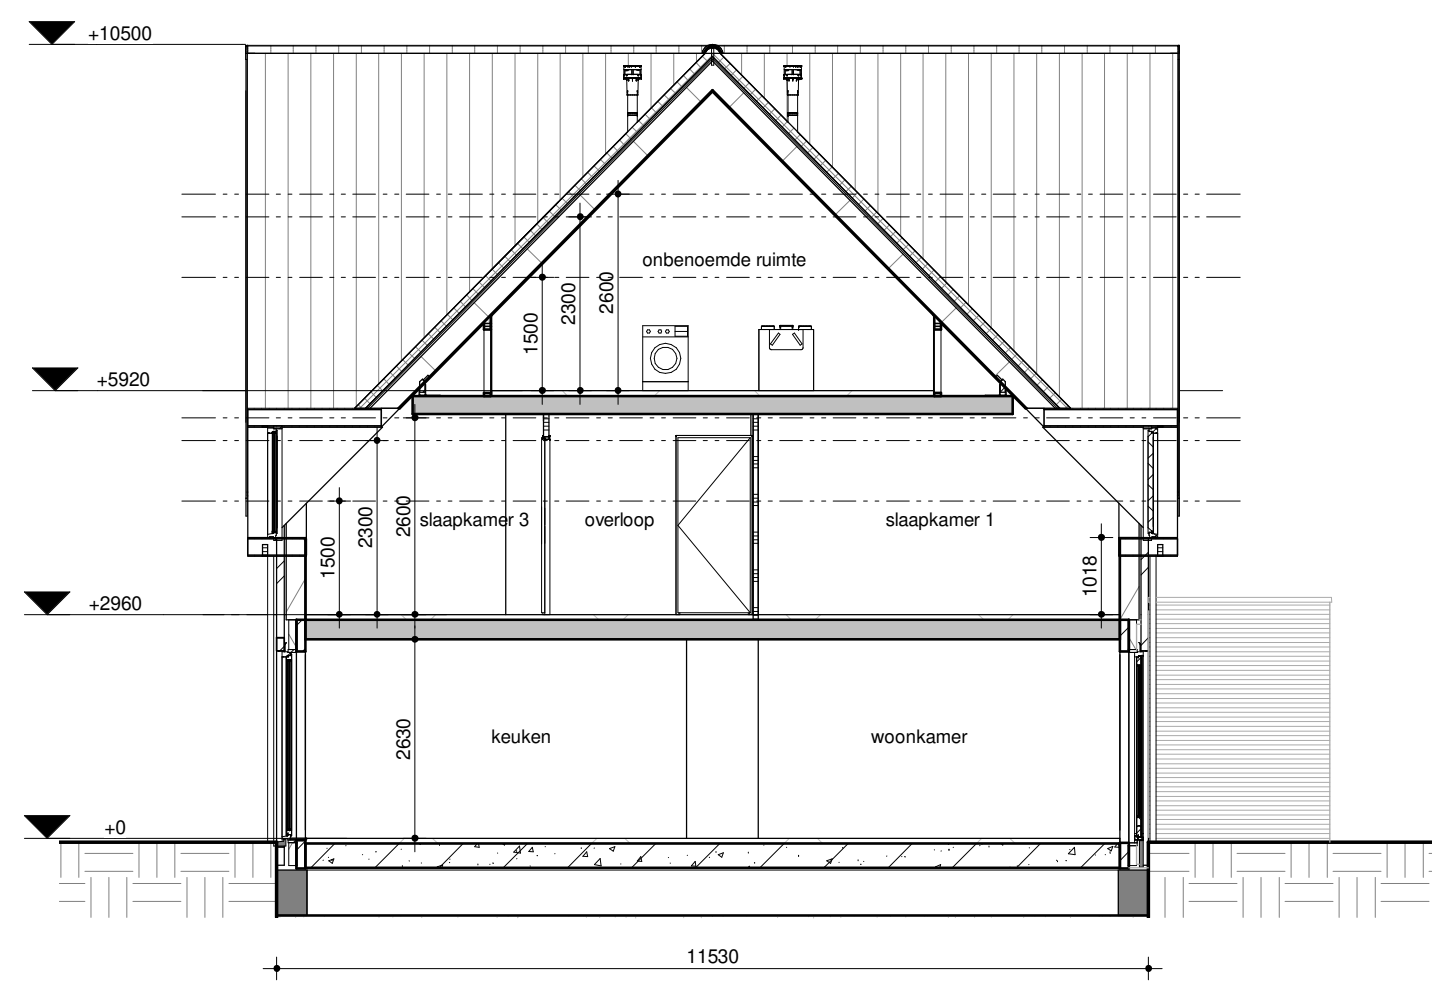 +10500
onbenoemde ruimte
2600
2300
1500
+5920
2600
2300
1500
slaapkamer 3
overloop
slaapkamer 1
1018
+2960
2630
keuken
woonkamer
+0
11530